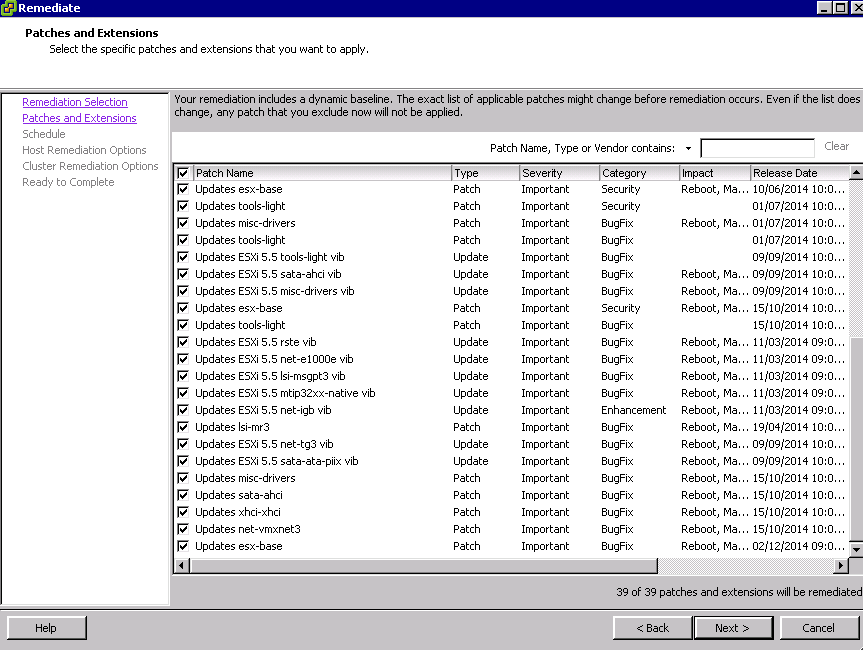 Remediate
Patches and Extensions
Select the specific patches and extensions that you want to apply.
Remediation Selection
Patches and Extensions
Schedule
Host Remediation Options
Cluster Remediation Options
Ready to Complete
Your remediation includes a dynamic baseline. The exact list of applicable patches might change before remediation occurs. Even if the list does
change, any patch that you exclude now will not be applied.
Patch Name, Type or Vendor contains: Clear
Patch Name Type Severity Category Impact Release Date
Updates esx-base Patch Important Security Reboot, Ma... 10/06/2014 10:0...
Updates tools-light Patch Important Security 01/07/2014 10:0...
Updates misc-drivers Patch Important BugFix Reboot, Ma... 01/07/2014 10:0...
Updates tools-light Patch Important BugFix 01/07/2014 10:0...
Updates ESXi 5.5 tools-light vib Update Important BugFix 09/09/2014 10:0...
Updates ESXi 5.5 sata-ahci vib Update Important BugFix Reboot, Ma... 09/09/2014 10:0...
Updates ESXi 5.5 misc-drivers vib Update Important BugFix Reboot, Ma... 09/09/2014 10:0...
Updates esx-base Patch Important Security Reboot, Ma... 15/10/2014 10:0...
Updates tools-light Patch Important BugFix 15/10/2014 10:0...
Updates ESXi 5.5 rste vib Update Important BugFix Reboot, Ma... 11/03/2014 09:0...
Updates ESXi 5.5 net-e1000e vib Update Important BugFix Reboot, Ma... 11/03/2014 09:0...
Updates ESXi 5.5 lsi-msgpt3 vib Update Important BugFix Reboot, Ma... 11/03/2014 09:0...
Updates ESXi 5.5 mtip32xx-native vib Update Important BugFix Reboot, Ma... 11/03/2014 09:0...
Updates ESXi 5.5 net-igb vib Update Important Enhancement Reboot, Ma... 11/03/2014 09:0...
Updates lsi-mr3 Patch Important BugFix Reboot, Ma... 19/04/2014 10:0...
Updates ESXi 5.5 net-tg3 vib Update Important BugFix Reboot, Ma... 09/09/2014 10:0...
Updates ESXi 5.5 sata-ata-piix vib Update Important BugFix Reboot, Ma... 09/09/2014 10:0...
Updates misc-drivers Patch Important BugFix Reboot, Ma... 15/10/2014 10:0...
Updates sata-ahci Patch Important BugFix Reboot, Ma... 15/10/2014 10:0...
Updates xhci-xhci Patch Important BugFix Reboot, Ma... 15/10/2014 10:0...
Updates net-vmxnet3 Patch Important BugFix Reboot, Ma... 15/10/2014 10:0...
Updates esx-base Patch Important BugFix Reboot, Ma... 02/12/2014 09:0...
39 of 39 patches and extensions will be remediated
Help < Back Next > Cancel